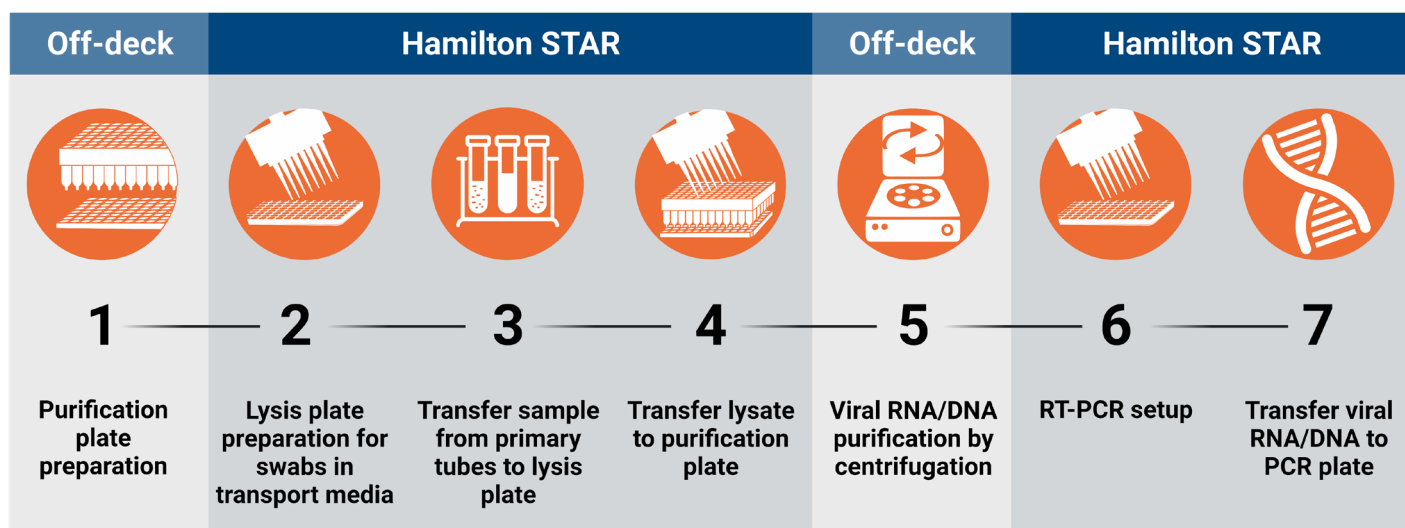 Off-deck
Hamilton STAR
Off-deck
Hamilton STAR
1
2
3
4
5
6
7
Purification
plate
preparation
Lysis plate
preparation for
swabs in
transport media
Transfer sample
from primary
tubes to lysis
plate
Transfer lysate
to purification
plate
Viral RNA/DNA
purification by
centrifugation
RT-PCR setup
Transfer viral
RNA/DNA to
PCR plate